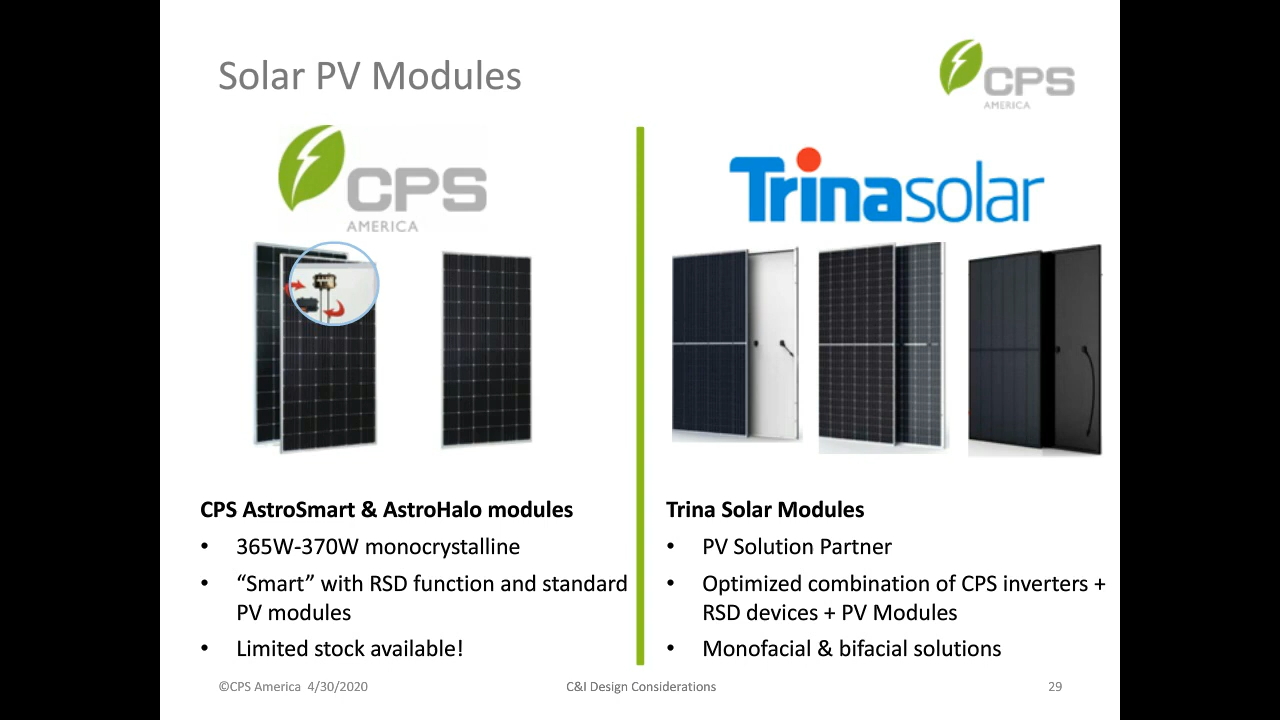 Solar PV Modules
CPS
AMERICA
CPS
AMERICA
Trinasolar
CPS AstroSmart & AstroHalo modules
• 365W-370W monocrystalline
• “Smart” with RSD function and standard
PV modules
• Limited stock available!
Trina Solar Modules
• PV Solution Partner
• Optimized combination of CPS inverters +
RSD devices + PV Modules
• Monofacial & bifacial solutions
©CPS America 4/30/2020
C&I Design Considerations
29